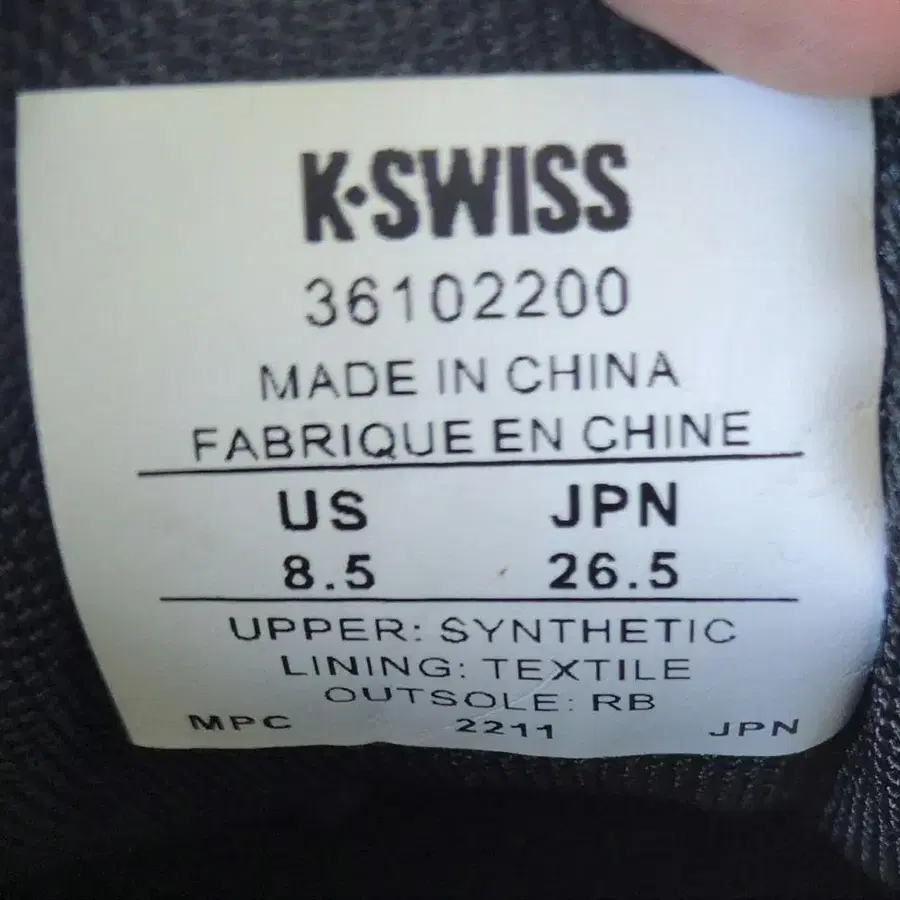 K·SWISS
36102200
MADE IN CHINA
FABRIQUE EN CHINE
US JPN
8.5 26.5
UPPER: SYNTHETIC
LINING: TEXTILE
OUTSOLE: RB
MPC 2211 JPN